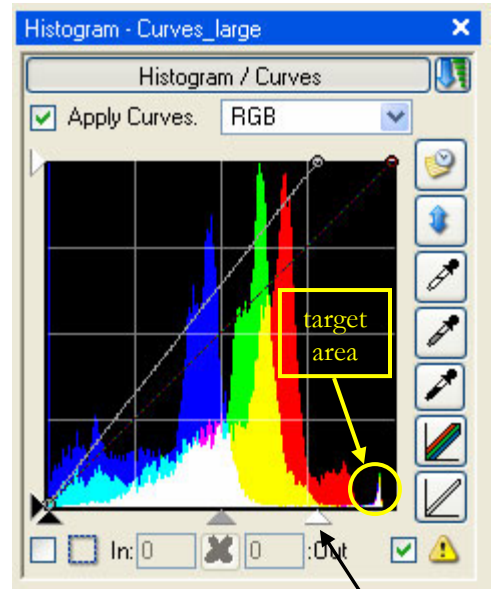 Histogram - Curves_large
Histogram / Curves
Apply Curves. RGB
target
area
In: 0 0 :Out